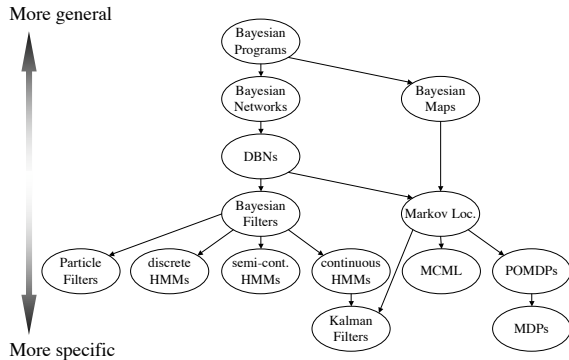 More general
Bayesian
Programs
Bayesian
Networks
Bayesian
Maps
DBNs
Bayesian
Filters
Markov Loc.
Particle
Filters
discrete
HMMs
semi-cont.
HMMs
continuous
HMMs
MCML
POMDPs
Kalman
Filters
MDPs
More specific